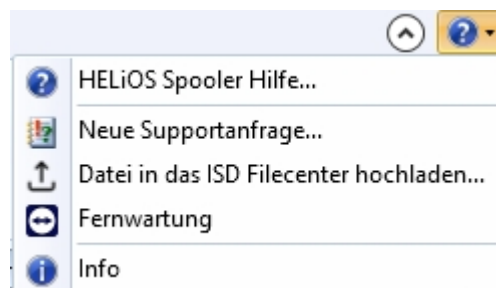 HELiOS Spooler Hilfe...
Neue Supportanfrage...
Datei in das ISD Filecenter hochladen...
Fernwartung
Info